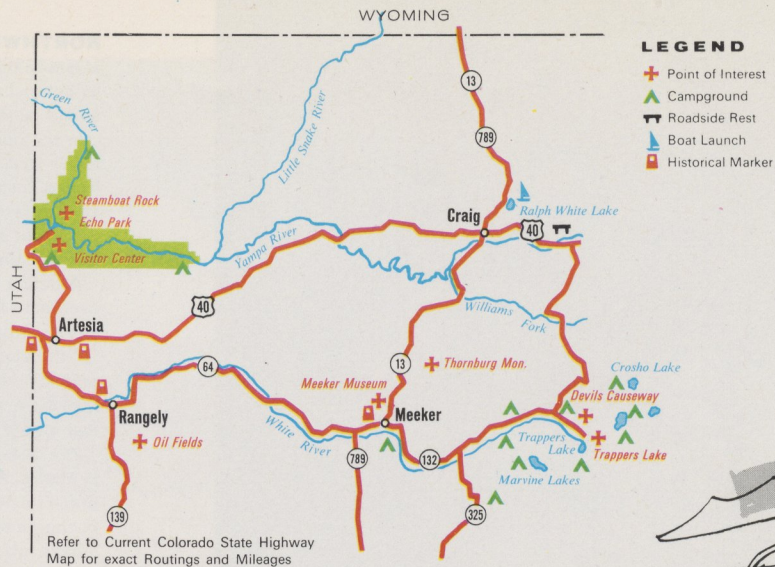 WYOMING
LEGEND
Point of Interest
Campground
Roadside Rest
Boat Launch
Historical Marker
13
789
Green River
Little Snake River
Steamboat Rock
Echo Park
Visitor Center
Yampa River
Craig
Ralph White Lake
40
UTAH
40
Williams Fork
Artesia
64
13
Thornburg Mon.
Crosho Lake
Meeker Museum
Devils Causeway
Rangely
Meeker
Oil Fields
White River
Trappers Lake
Trappers Lake
789
132
Marvine Lakes
139
325
Refer to Current Colorado State Highway
Map for exact Routings and Mileages